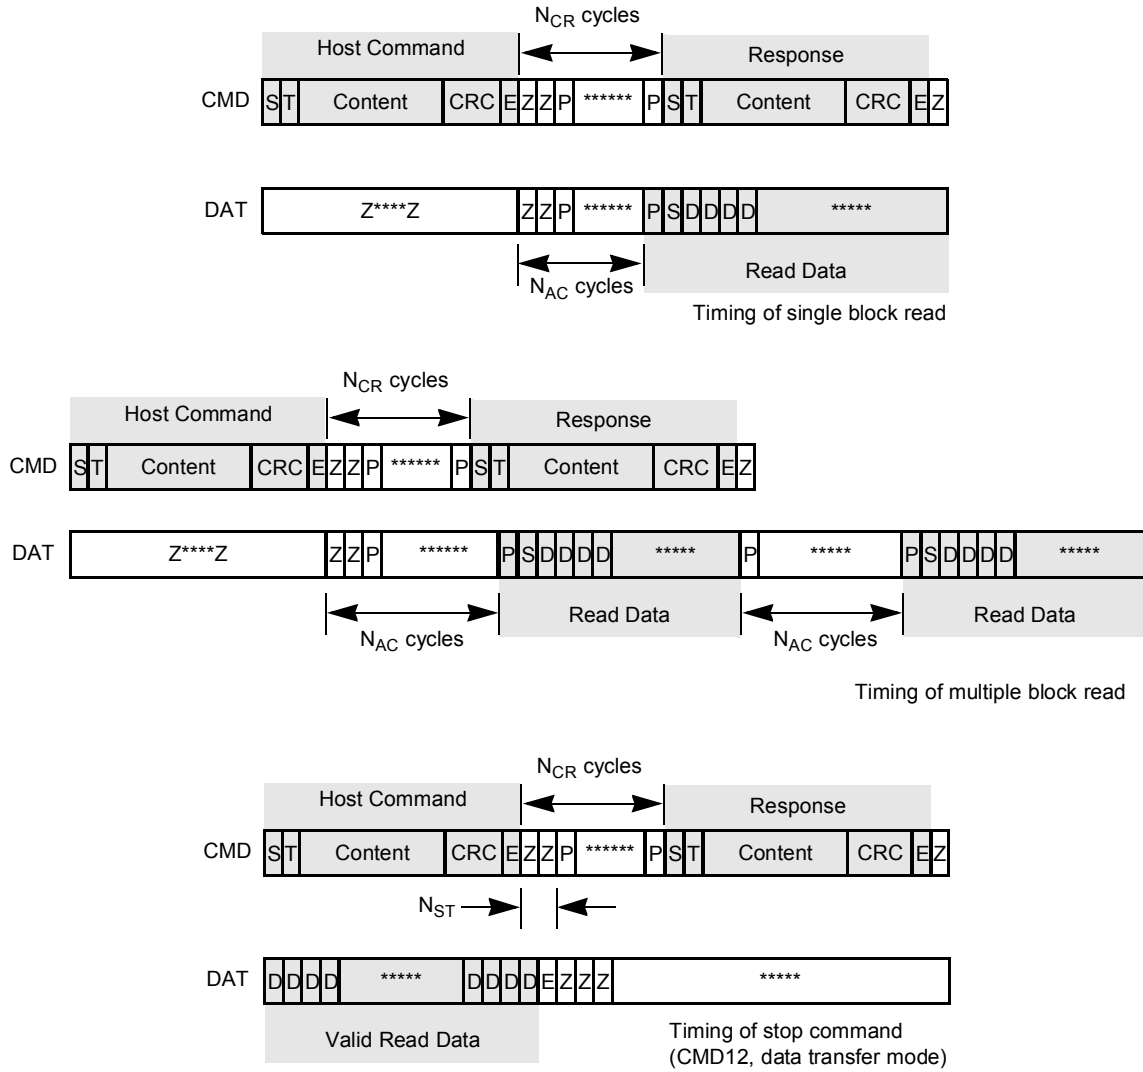 N_CR cycles
Host Command
Response
CMD S T Content CRC E Z Z P ****** P S T Content CRC E Z
DAT Z****Z Z Z P ****** P S D D D D *****
N_AC cycles
Read Data
Timing of single block read
N_CR cycles
Host Command
Response
CMD S T Content CRC E Z Z P ****** P S T Content CRC E Z
DAT Z****Z Z Z P ****** P S D D D D ***** P ***** P S D D D D *****
N_AC cycles
Read Data
N_AC cycles
Read Data
Timing of multiple block read
N_CR cycles
Host Command
Response
CMD S T Content CRC E Z Z P ****** P S T Content CRC E Z
N_ST
DAT D D D D ***** D D D D E Z Z Z *****
Valid Read Data
Timing of stop command
(CMD12, data transfer mode)